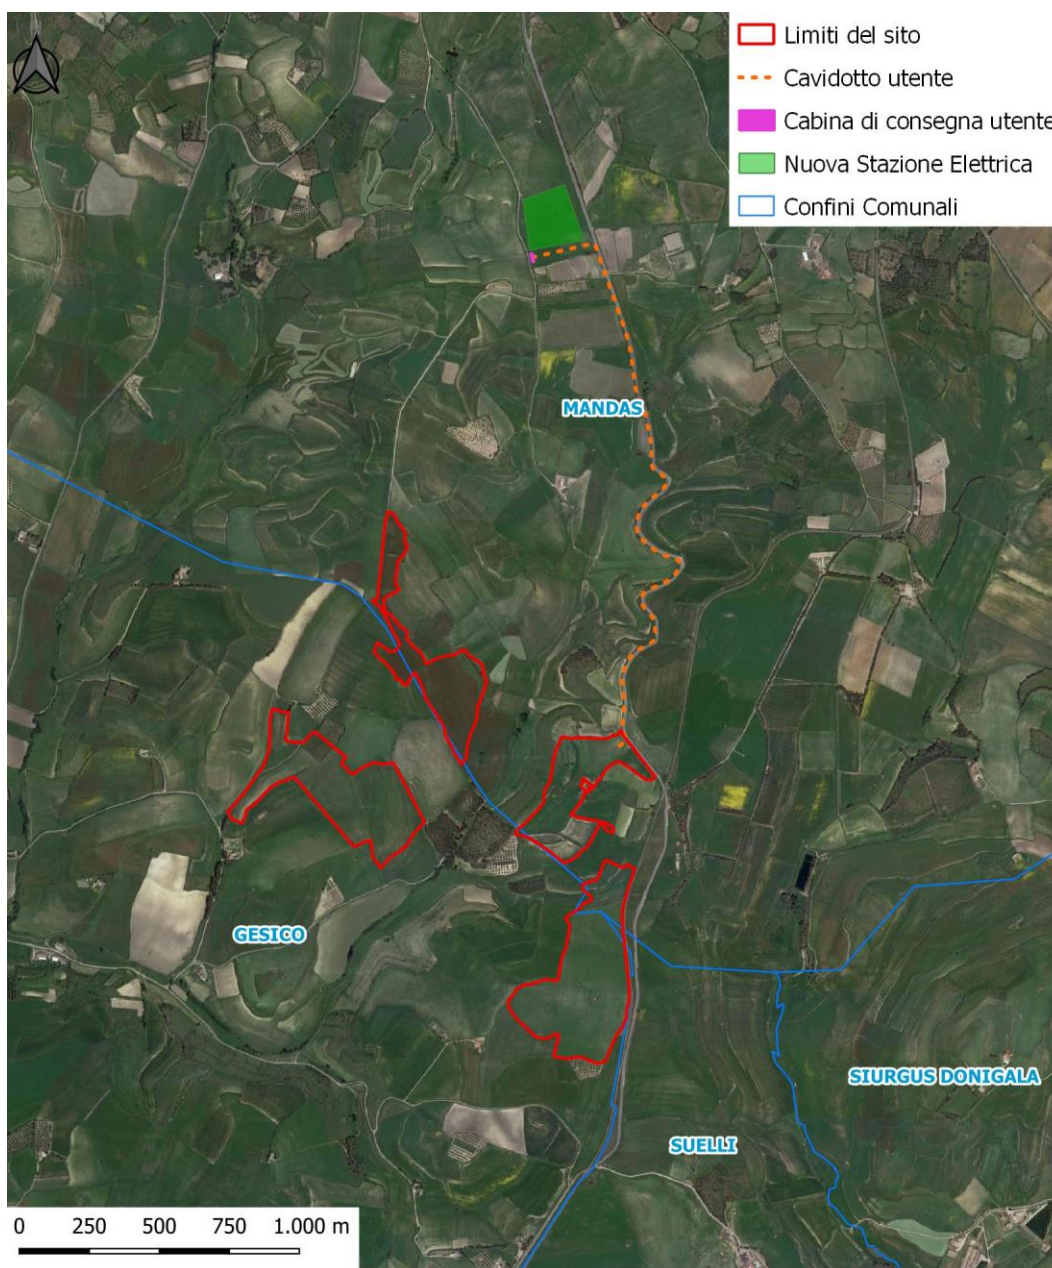 Limiti del sito
Cavidotto utente
Cabina di consegna utente
Nuova Stazione Elettrica
Confini Comunali
MANDAS
GESICO
SIURGUS DONIGALA
SUELLI
0 250 500 750 1.000 m